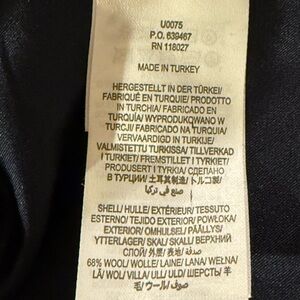 U0075
P.O. 639467
RN 118027
MADE IN TURKEY
HERGESTELLT IN DER TÜRKEI/
FABRIQUÉ EN TURQUIE/ PRODOTTO
IN TURCHIA/ FABRICADO EN
TURQUÍA/ WYPRODUKOWANO W
TURCJI/ FABRICADO NA TURQUIA/
VERVAARDIGD IN TURKIJE/
VALMISTETTU TURKISSA/ TILLVERKAD
I TURKIET/ FREMSTILLET I TYRKIET/
PRODUSERT I TYRKIA/ СДЕЛАНО
В ТУРЦИИ/ 土耳其制造/ トルコ製/
صنع في تركيا
SHELL/ HULLE/ EXTÉRIEUR/ TESSUTO
ESTERNO/ TEJIDO EXTERIOR/ POWŁOKA/
EXTERIOR/ OMHULSEL/ PÄÄLLYS/
YTTERLAGER/ SKAL/ SKALL/ ВЕРХНИЙ
СЛОЙ/ 外层/ 表地/
68% WOOL/ WOLLE/ LAINE/ LANA/ WEŁNA/
LÃ/ WOL/ VILLA/ ULL/ ULD/ ШЕРСТЬ/ 羊
毛/ ウール/ صوف